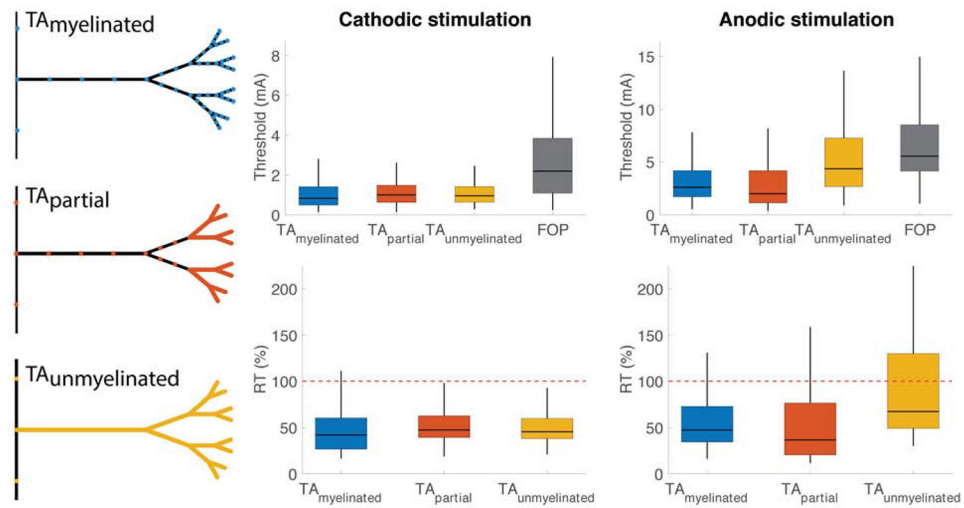 TAmyelinated
TApartial
TAunmyelinated
Cathodic stimulation
Threshold (mA)
8
6
4
2
0
TAmyelinated TApartial TAunmyelinated FOP
Anodic stimulation
Threshold (mA)
15
10
5
0
TAmyelinated TApartial TAunmyelinated FOP
RT (%)
200
150
100
50
0
TAmyelinated TApartial TAunmyelinated
RT (%)
200
150
100
50
0
TAmyelinated TApartial TAunmyelinated